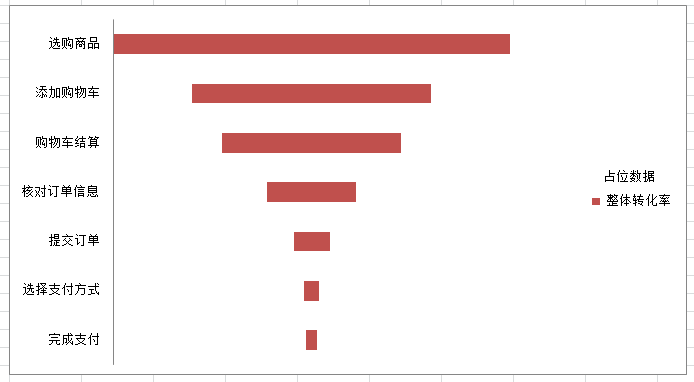 选购商品
添加购物车
购物车结算
核对订单信息
提交订单
选择支付方式
完成支付
占位数据
整体转化率